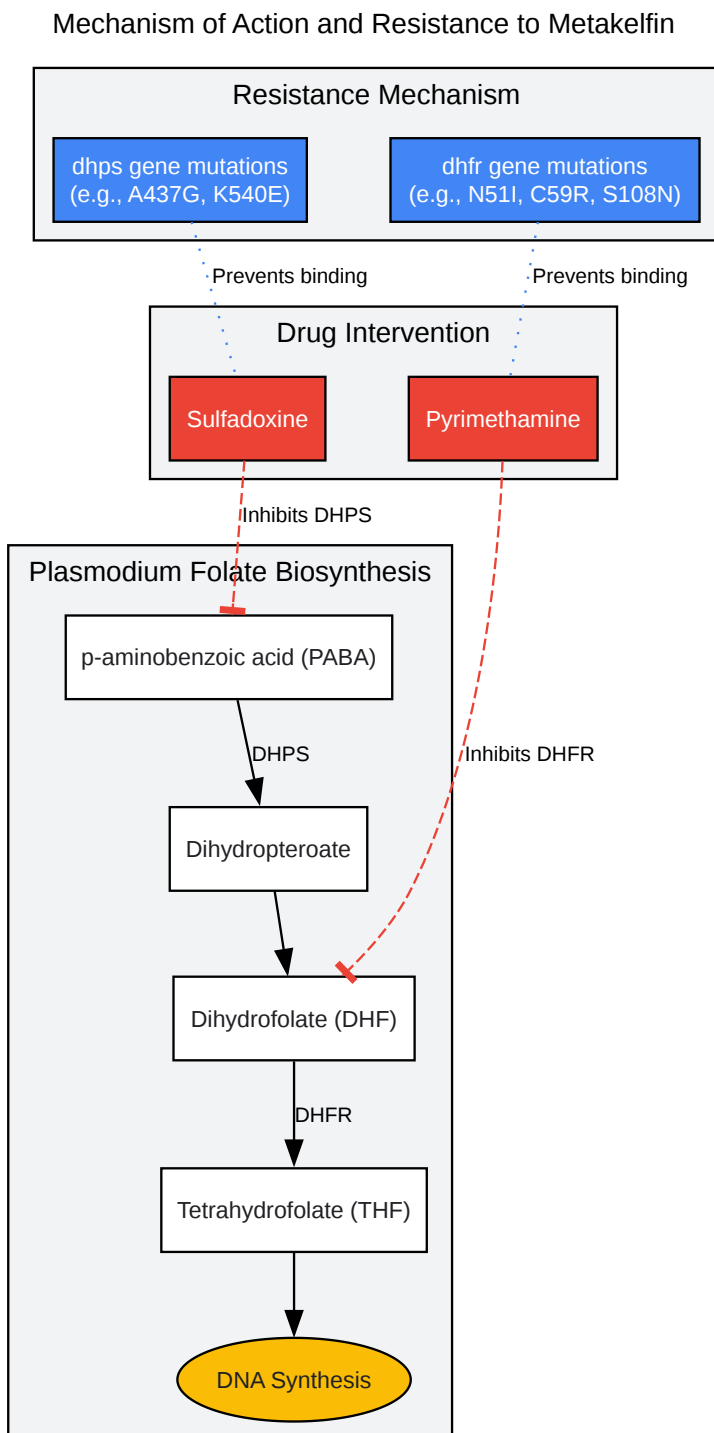 Mechanism of Action and Resistance to Metakelfin
Resistance Mechanism
dhps gene mutations
(e.g., A437G, K540E)
dhfr gene mutations
(e.g., N51I, C59R, S108N)
Prevents binding
Prevents binding
Drug Intervention
Sulfadoxine
Pyrimethamine
Inhibits DHPS
Plasmodium Folate Biosynthesis
p-aminobenzoic acid (PABA)
DHPS
Inhibits DHFR
Dihydropteroate
Dihydrofolate (DHF)
DHFR
Tetrahydrofolate (THF)
DNA Synthesis